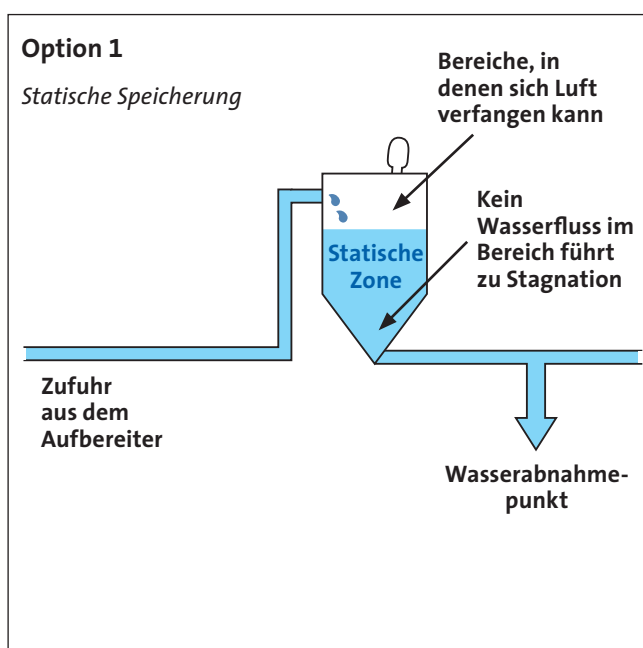 Option 1
Statische Speicherung
Bereiche, in
denen sich Luft
verfangen kann
Kein
Wasserfluss im
Bereich führt
zu Stagnation
Statische
Zone
Zufuhr
aus dem
Aufbereiter
Wasserabnahme-
punkt